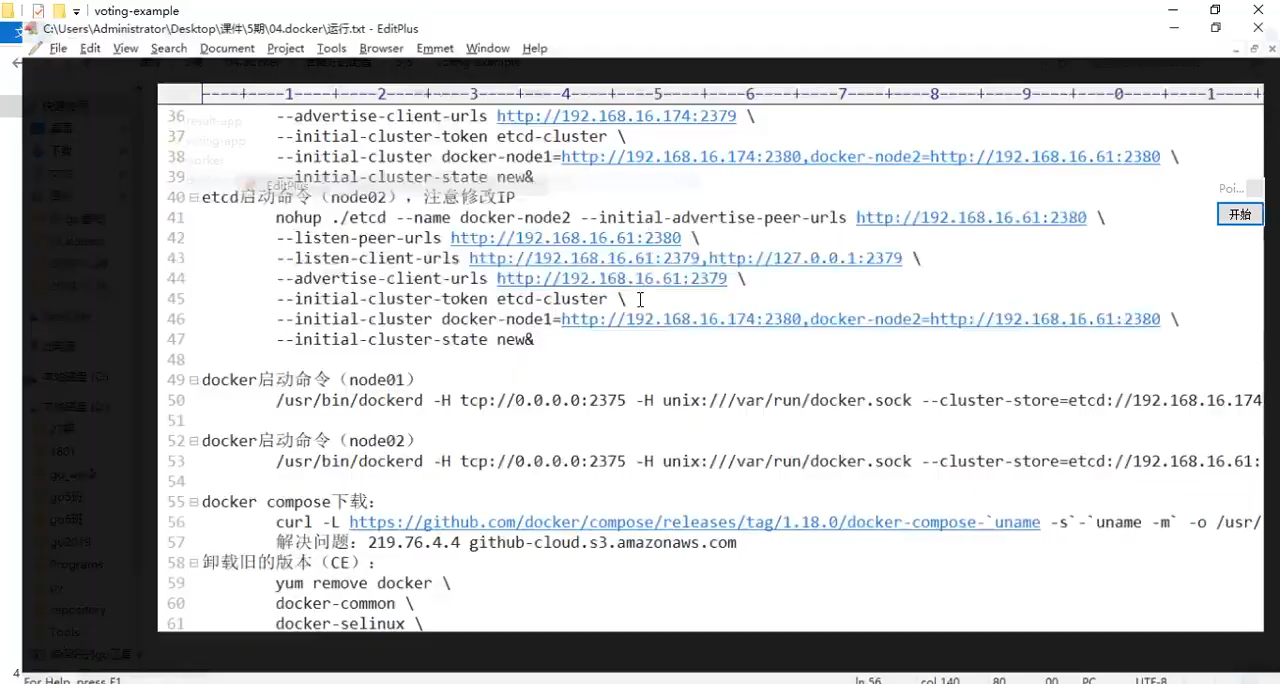 voting-example
C:\Users\Administrator\Desktop\课件\5期\04.docker\运行.txt - EditPlus
File Edit View Search Document Project Tools Browser Emmet Window Help
----+----1----+----2----+----3----+----4----+----5----+----6----+----7----+----8----+----9----+----0----+----1----+
36 --advertise-client-urls http://192.168.16.174:2379 \
37 --initial-cluster-token etcd-cluster \
38 --initial-cluster docker-node1=http://192.168.16.174:2380,docker-node2=http://192.168.16.61:2380 \
39 --initial-cluster-state new&
40 etcd启动命令（node02），注意修改IP
41 nohup ./etcd --name docker-node2 --initial-advertise-peer-urls http://192.168.16.61:2380 \
42 --listen-peer-urls http://192.168.16.61:2380 \
43 --listen-client-urls http://192.168.16.61:2379,http://127.0.0.1:2379 \
44 --advertise-client-urls http://192.168.16.61:2379 \
45 --initial-cluster-token etcd-cluster \
46 --initial-cluster docker-node1=http://192.168.16.174:2380,docker-node2=http://192.168.16.61:2380 \
47 --initial-cluster-state new&
48
49 docker启动命令（node01）
50 /usr/bin/dockerd -H tcp://0.0.0.0:2375 -H unix:///var/run/docker.sock --cluster-store=etcd://192.168.16.174
51
52 docker启动命令（node02）
53 /usr/bin/dockerd -H tcp://0.0.0.0:2375 -H unix:///var/run/docker.sock --cluster-store=etcd://192.168.16.61:
54
55 docker compose下载：
56 curl -L https://github.com/docker/compose/releases/tag/1.18.0/docker-compose-`uname -s`-`uname -m` -o /usr/
57 解决问题：219.76.4.4 github-cloud.s3.amazonaws.com
58 卸载旧的版本（CE）：
59 yum remove docker \
60 docker-common \
61 docker-selinux \
Poi...
开始
Programs
repository
Tools
4
For Help, press F1
ln 56 col 140 80 00 PC UTF-8